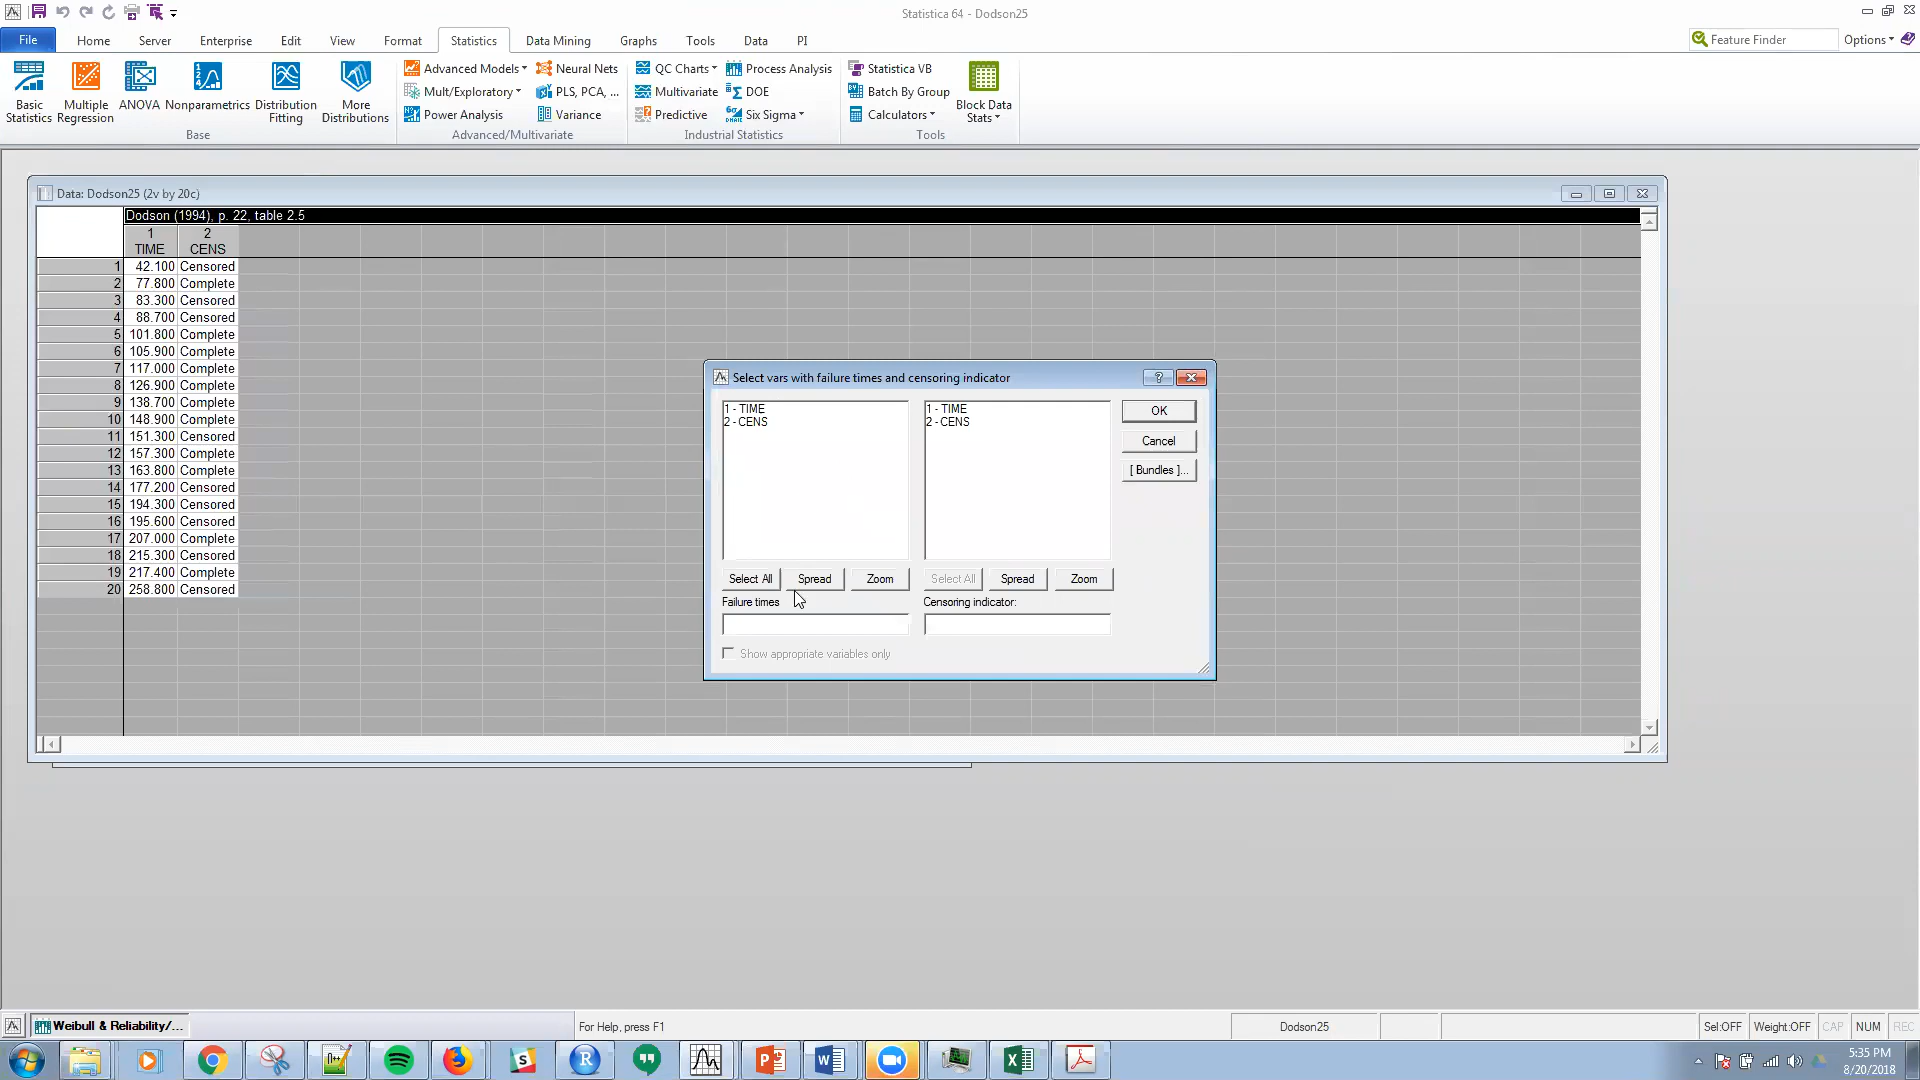 Statistica 64 - Dodson25
File Home Server Enterprise Edit View Format Statistics Data Mining Graphs Tools Data PI Feature Finder Options
Basic Statistics
Multiple Regression
ANOVA
Nonparametrics
Distribution Fitting
More Distributions
Base
Advanced Models
Mult/Exploratory
Power Analysis
Neural Nets
PLS, PCA, ...
Variance
Advanced/Multivariate
QC Charts
Multivariate
Predictive
Process Analysis
DOE
Six Sigma
Industrial Statistics
Statistica VB
Batch By Group
Calculators
Block Data Stats
Tools
Data: Dodson25 (2v by 20c)
Dodson (1994), p. 22, table 2.5
1 2
TIME CENS
1 42.100 Censored
2 77.800 Complete
3 83.300 Censored
4 88.700 Censored
5 101.800 Complete
6 105.900 Complete
7 117.000 Complete
8 126.900 Complete
9 138.700 Complete
10 148.900 Complete
11 151.300 Censored
12 157.300 Complete
13 163.800 Complete
14 177.200 Censored
15 194.300 Censored
16 195.600 Censored
17 207.000 Complete
18 215.300 Censored
19 217.400 Complete
20 258.800 Censored
Select vars with failure times and censoring indicator
1 - TIME
2 - CENS
1 - TIME
2 - CENS
OK
Cancel
[ Bundles ]...
Select All Spread Zoom Select All Spread Zoom
Failure times Censoring indicator:
Show appropriate variables only
Weibull & Reliability/... For Help, press F1 Dodson25 Sel:OFF Weight:OFF CAP NUM REC
5:35 PM
8/20/2018